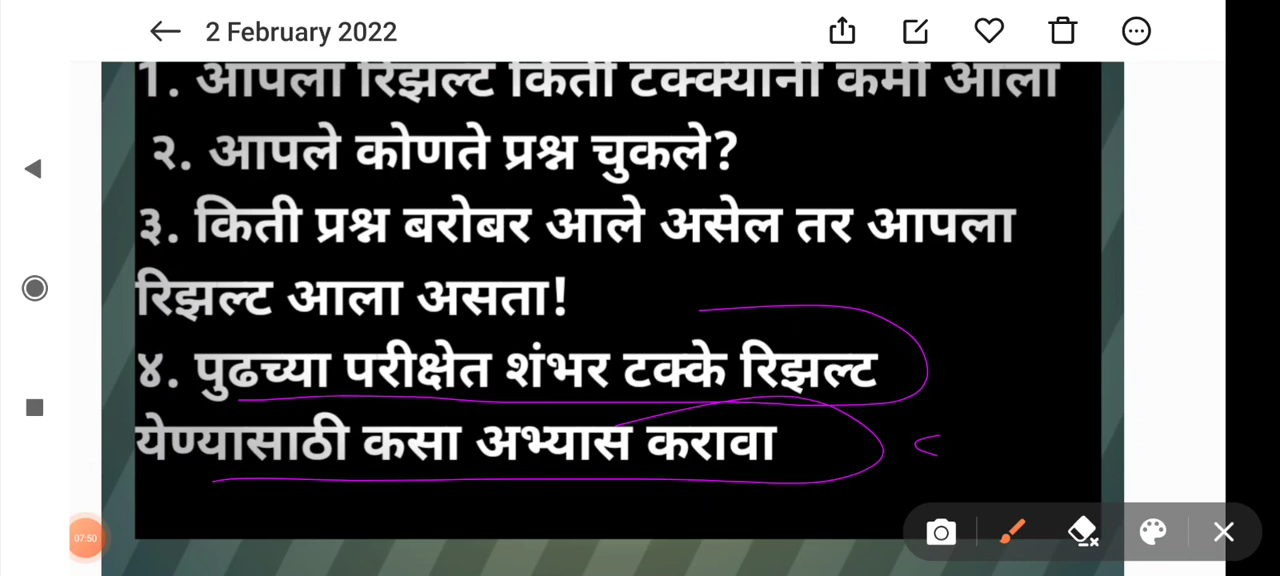 2 February 2022
1. आपला रिझल्ट किती टक्क्यांनी कमी आला
२. आपले कोणते प्रश्न चुकले?
३. किती प्रश्न बरोबर आले असेल तर आपला
रिझल्ट आला असता!
४. पुढच्या परीक्षेत शंभर टक्के रिझल्ट
येण्यासाठी कसा अभ्यास करावा
07:50